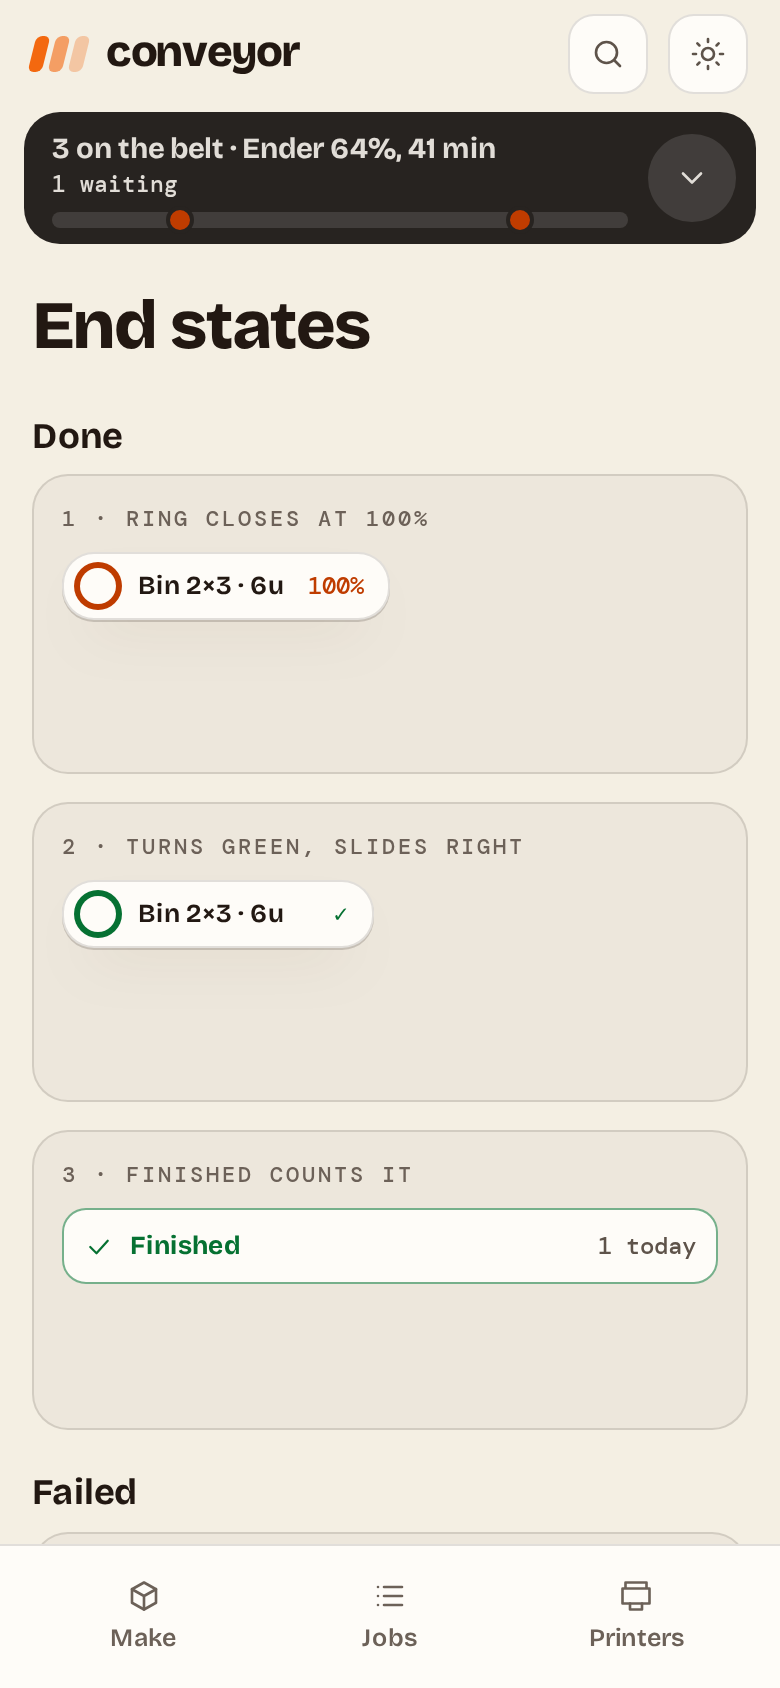 conveyor
3 on the belt · Ender 64%, 41 min
1 waiting
End states
Done
1 · RING CLOSES AT 100%
Bin 2×3 · 6u 100%
2 · TURNS GREEN, SLIDES RIGHT
Bin 2×3 · 6u ✓
3 · FINISHED COUNTS IT
Finished 1 today
Failed
Make Jobs Printers